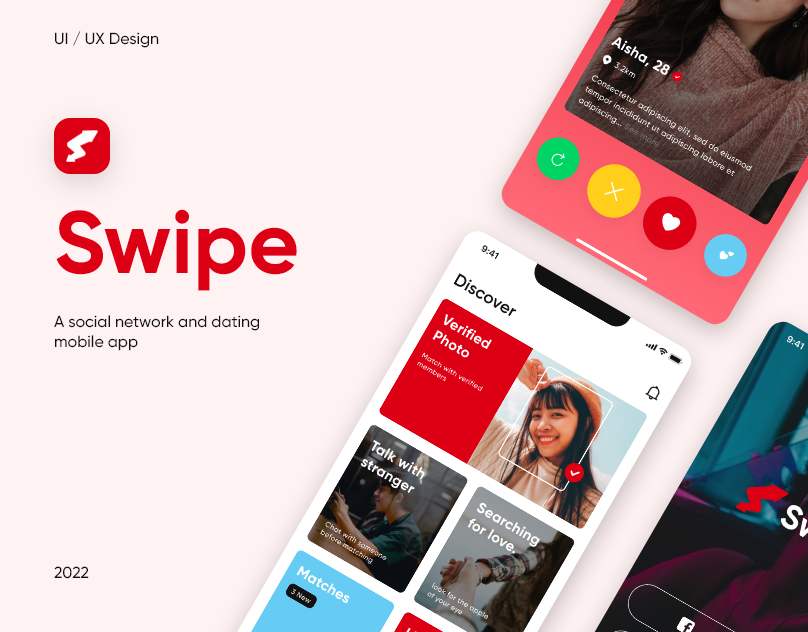 UI / UX Design
Swipe
A social network and dating
mobile app
2022
Aisha, 28
3.2km
Consectetur adipiscing elit, sed do eiusmod
tempor incididunt ut adipiscing labore et
adipiscing... See more
9:41
Discover
Verified
Photo
Match with verified
members
Talk with
stranger
Chat with someone
before matching
Searching
for love.
look for the apple
of your eye
Matches
3 New
9:41
Sw